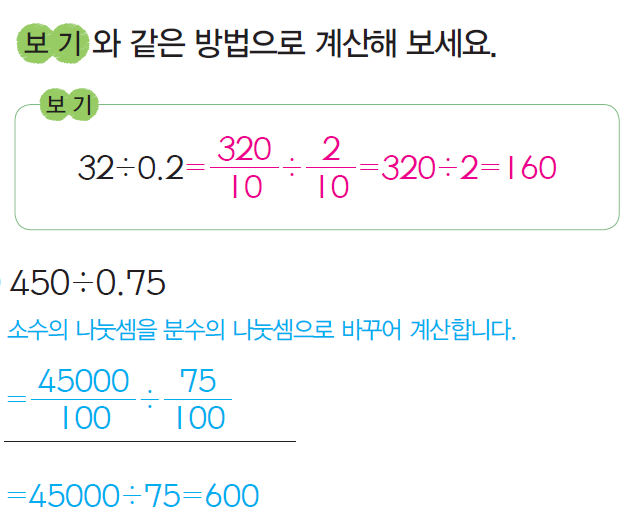 보기와 같은 방법으로 계산해 보세요.
보기
32÷0.2=320/10÷2/10=320÷2=160
450÷0.75
소수의 나눗셈을 분수의 나눗셈으로 바꾸어 계산합니다.
=45000/100÷75/100
=45000÷75=600